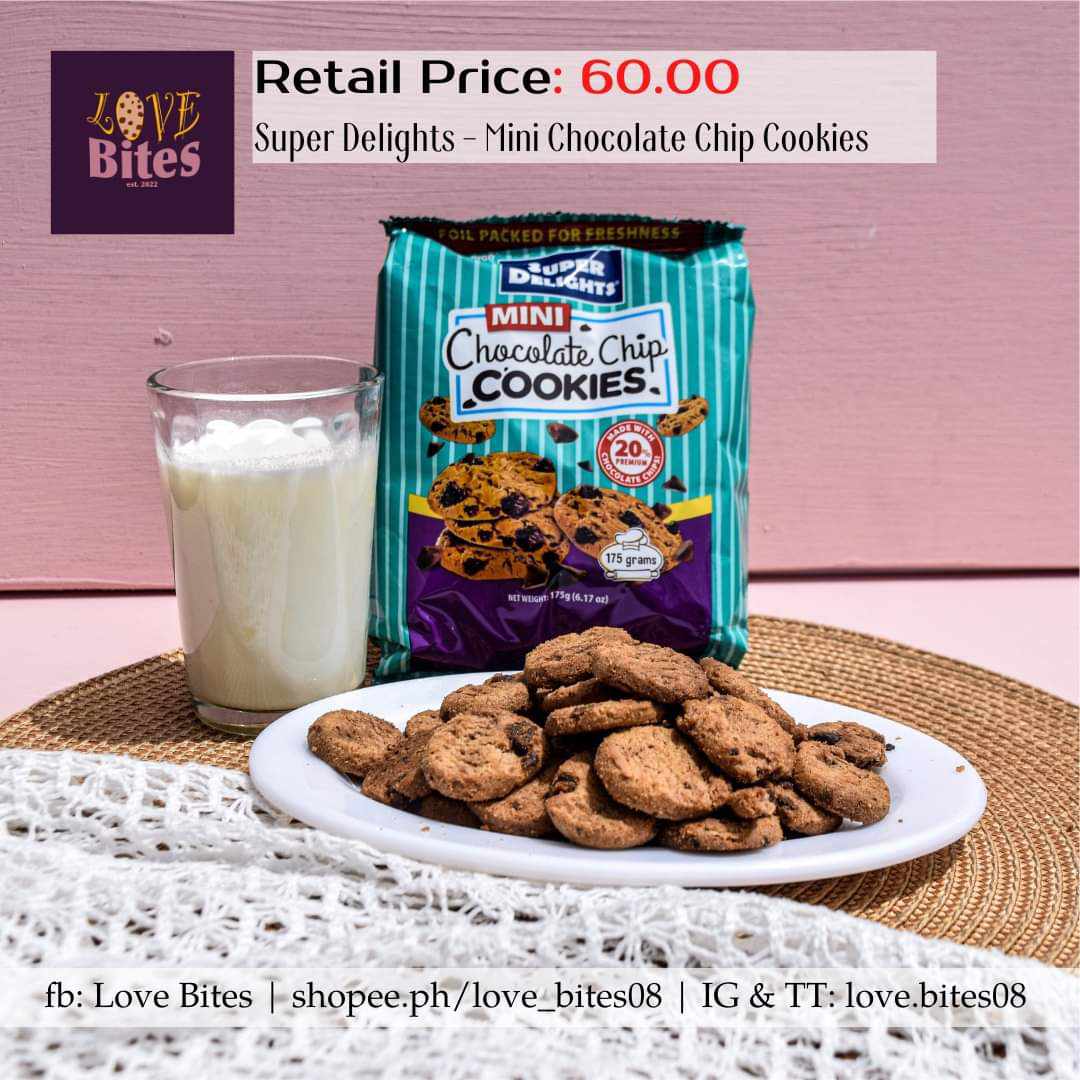 LOVE
Bites
est. 2022
Retail Price: 60.00
Super Delights - Mini Chocolate Chip Cookies
FOIL PACKED FOR FRESHNESS
SUPER
DELIGHTS
MINI
Chocolate Chip
COOKIES
MADE WITH
20%
PREMIUM
CHOCOLATE CHIPS!
175 grams
NET WEIGHT: 175g (6.17 oz)
fb: Love Bites | shopee.ph/love_bites08 | IG & TT: love.bites08